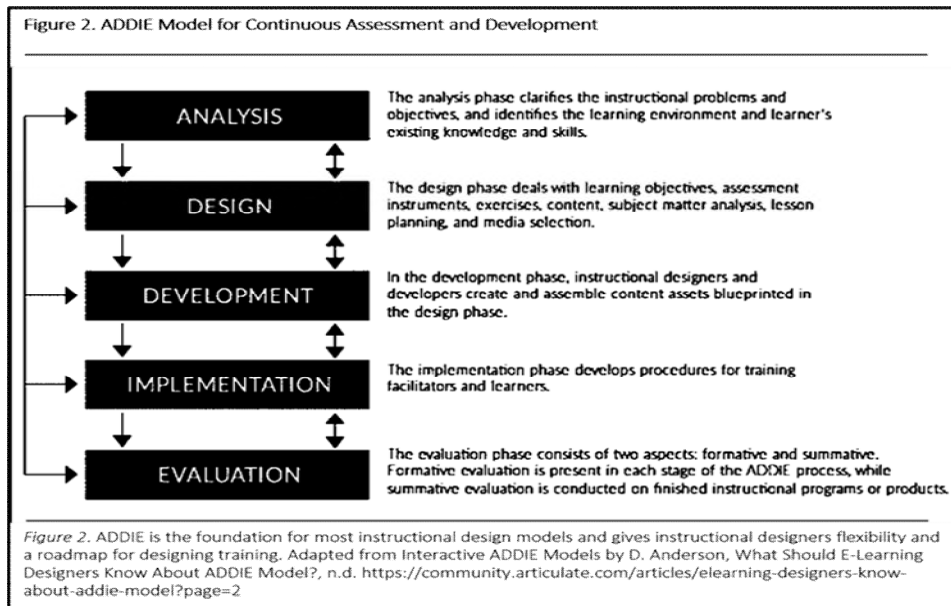 Figure 2. ADDIE Model for Continuous Assessment and Development
ANALYSIS
The analysis phase clarifies the instructional problems and
objectives, and identifies the learning environment and learner's
existing knowledge and skills.
DESIGN
The design phase deals with learning objectives, assessment
instruments, exercises, content, subject matter analysis, lesson
planning, and media selection.
DEVELOPMENT
In the development phase, instructional designers and
developers create and assemble content assets blueprinted in
the design phase.
IMPLEMENTATION
The implementation phase develops procedures for training
facilitators and learners.
EVALUATION
The evaluation phase consists of two aspects: formative and summative.
Formative evaluation is present in each stage of the ADDIE process, while
summative evaluation is conducted on finished instructional programs or products.
Figure 2. ADDIE is the foundation for most instructional design models and gives instructional designers flexibility and
a roadmap for designing training. Adapted from Interactive ADDIE Models by D. Anderson, What Should E-Learning
Designers Know About ADDIE Model?, n.d. https://community.articulate.com/articles/elearning-designers-know-
about-addie-model?page=2